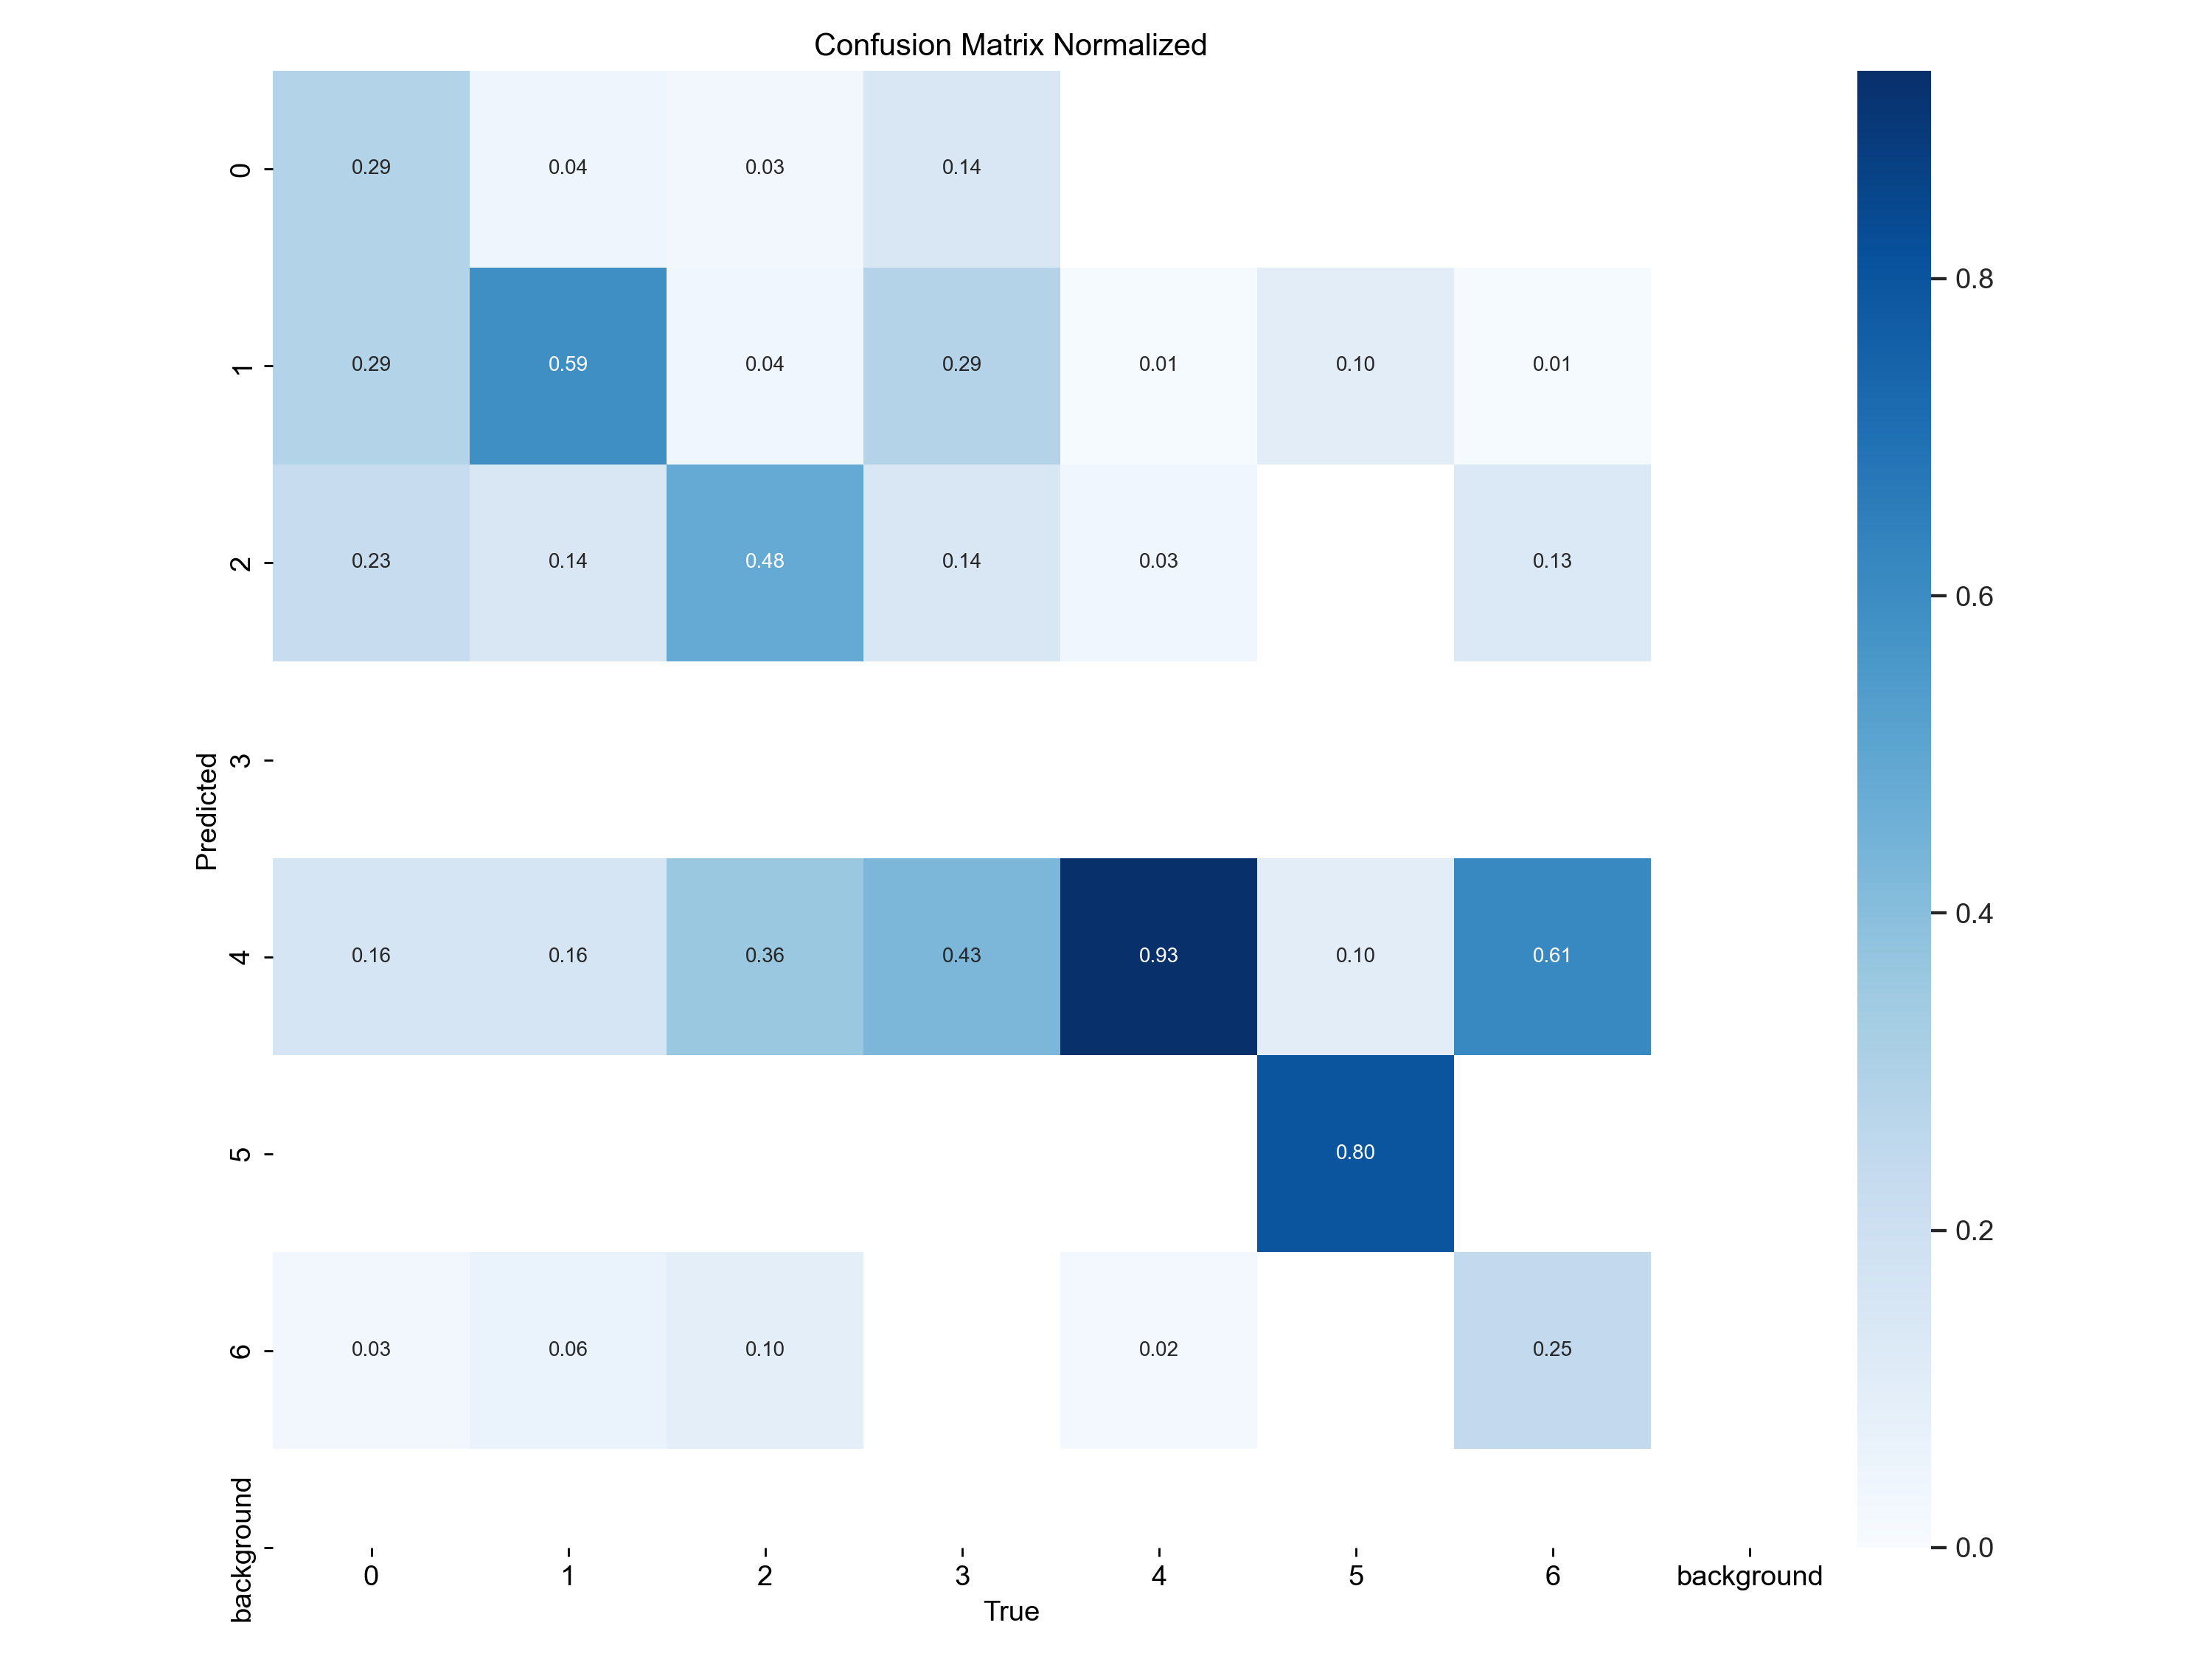 Confusion Matrix Normalized
0 0.29 0.04 0.03 0.14
1 0.29 0.59 0.04 0.29 0.01 0.10 0.01
2 0.23 0.14 0.48 0.14 0.03 0.13
3
4 0.16 0.16 0.36 0.43 0.93 0.10 0.61
5 0.80
6 0.03 0.06 0.10 0.02 0.25
background
Predicted
0 1 2 3 4 5 6 background
True
0.8
0.6
0.4
0.2
0.0